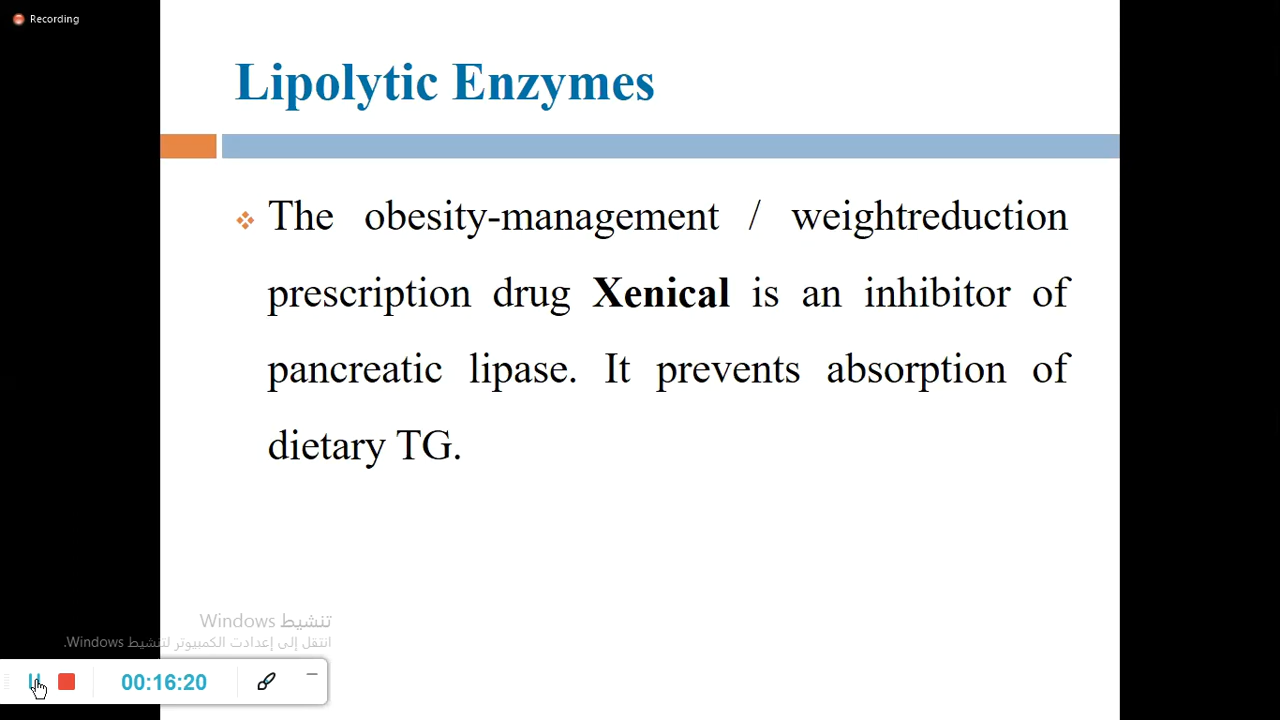 Recording
Lipolytic Enzymes
The obesity-management / weightreduction
prescription drug Xenical is an inhibitor of
pancreatic lipase. It prevents absorption of
dietary TG.
تنشيط Windows
انتقل إلى إعدادت الكمبيوتر لتنشيط Windows.
00:16:20